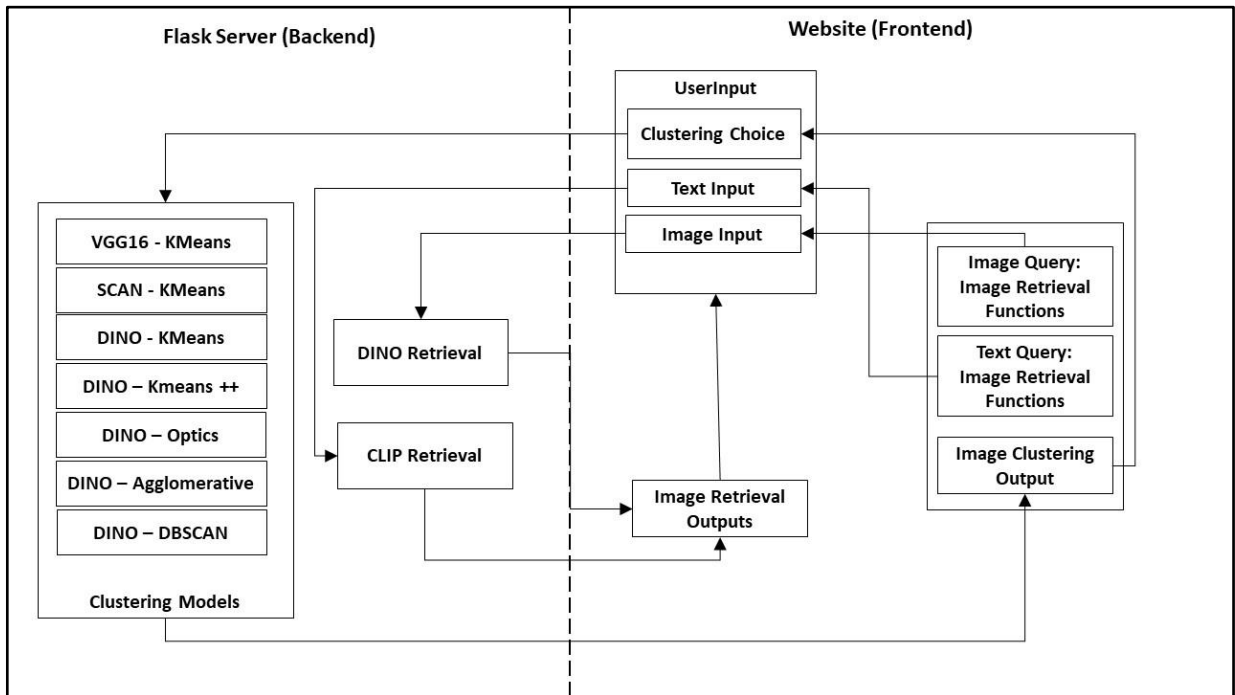 Flask Server (Backend)
Website (Frontend)
UserInput
Clustering Choice
Text Input
Image Input
VGG16 - KMeans
SCAN - KMeans
DINO - KMeans
DINO – Kmeans ++
DINO – Optics
DINO – Agglomerative
DINO – DBSCAN
Clustering Models
DINO Retrieval
CLIP Retrieval
Image Retrieval
Outputs
Image Query:
Image Retrieval
Functions
Text Query:
Image Retrieval
Functions
Image Clustering
Output